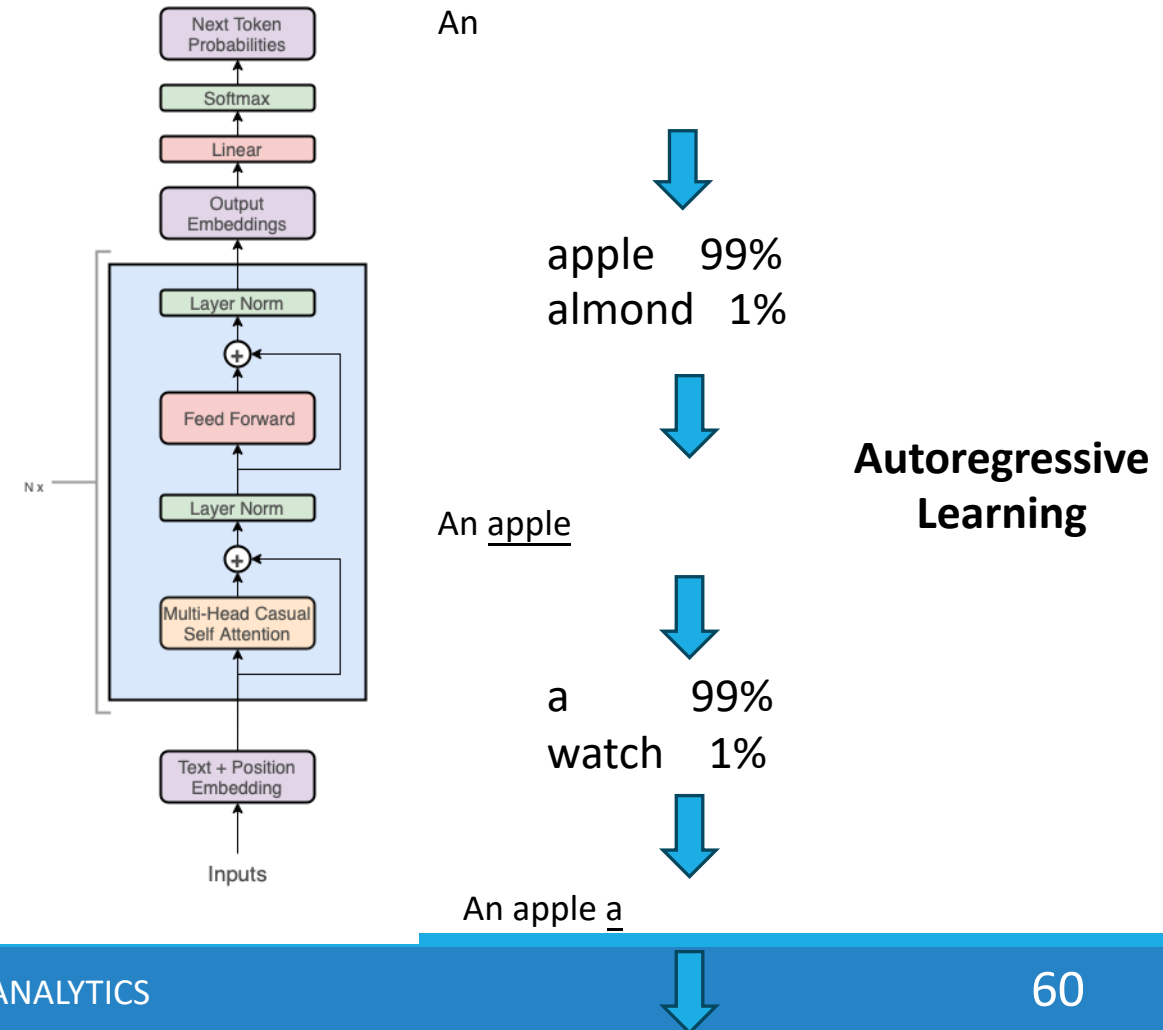 Next Token
Probabilities
Softmax
Linear
Output
Embeddings
Layer Norm
+
Feed Forward
N x
Layer Norm
+
Multi-Head Casual
Self Attention
Text + Position
Embedding
Inputs
An
apple 99%
almond 1%
An apple
a 99%
watch 1%
An apple a
Autoregressive
Learning
ANALYTICS
60